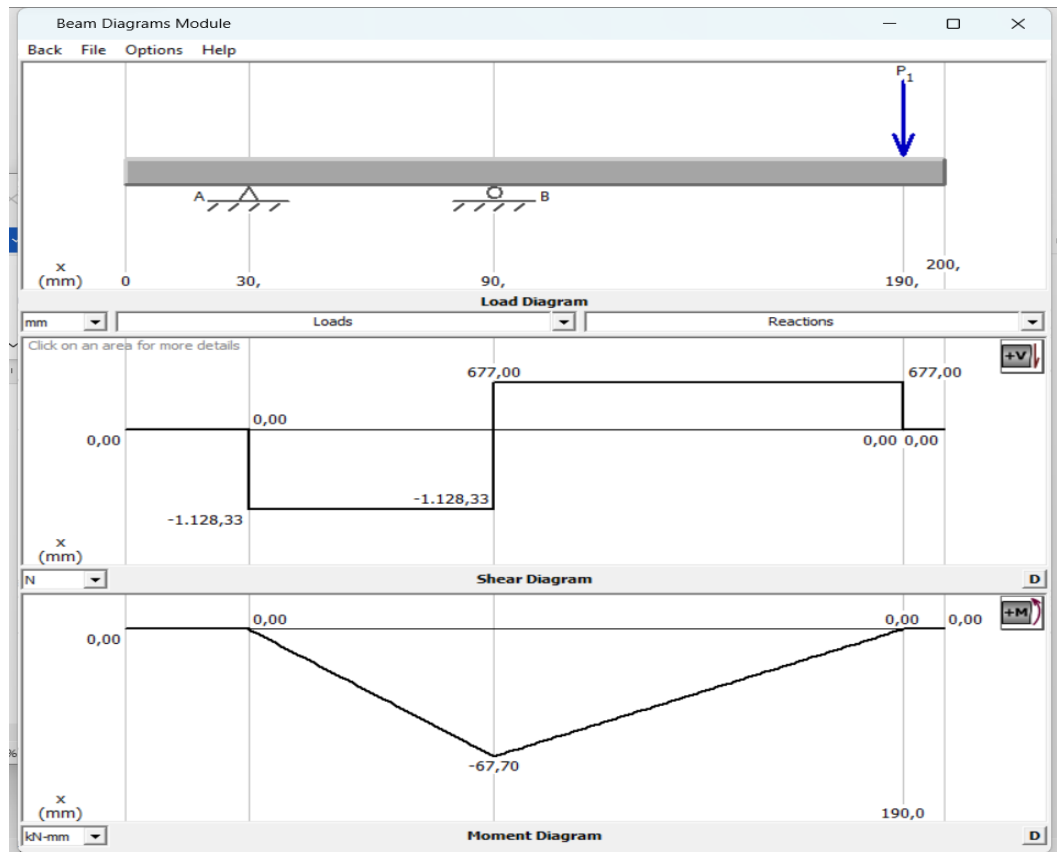 Beam Diagrams Module
Back File Options Help
P1
A
B
x
(mm)
0 30, 90, 190, 200,
Load Diagram
mm Loads Reactions
Click on an area for more details
+V
677,00 677,00
0,00
0,00 0,00 0,00
-1.128,33
-1.128,33
x
(mm)
N Shear Diagram D
+M
0,00 0,00 0,00
0,00
-67,70
x
(mm) 190,0
kN-mm Moment Diagram D